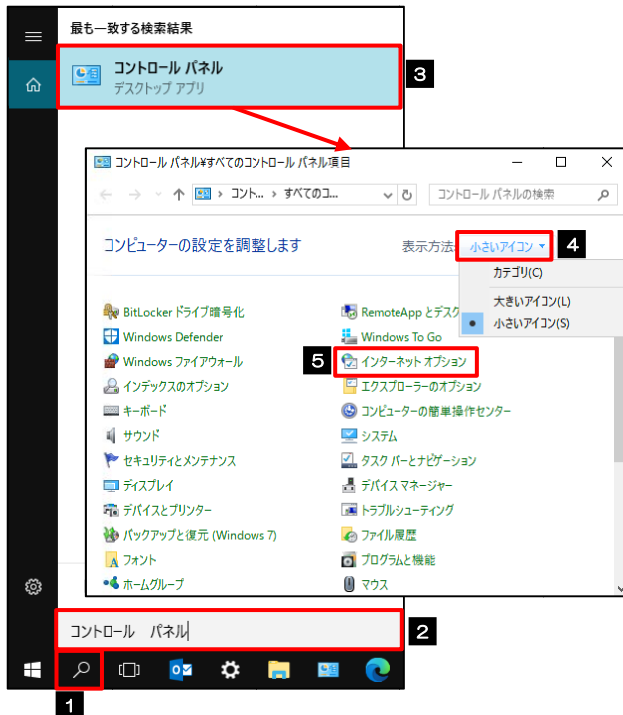 最も一致する検索結果
コントロール パネル
デスクトップ アプリ
3
コントロール パネル¥すべてのコントロール パネル項目
コント... › すべてのコ...
コントロール パネルの検索
コンピューターの設定を調整します
表示方法:
小さいアイコン
4
カテゴリ(C)
大きいアイコン(L)
小さいアイコン(S)
BitLocker ドライブ暗号化
RemoteApp とデスク
Windows Defender
Windows To Go
Windows ファイアウォール
5
インターネット オプション
インデックスのオプション
エクスプローラーのオプション
キーボード
コンピューターの簡単操作センター
サウンド
システム
セキュリティとメンテナンス
タスク バーとナビゲーション
ディスプレイ
デバイス マネージャー
デバイスとプリンター
トラブルシューティング
バックアップと復元 (Windows 7)
ファイル履歴
フォント
プログラムと機能
ホームグループ
マウス
コントロール　パネル
2
1